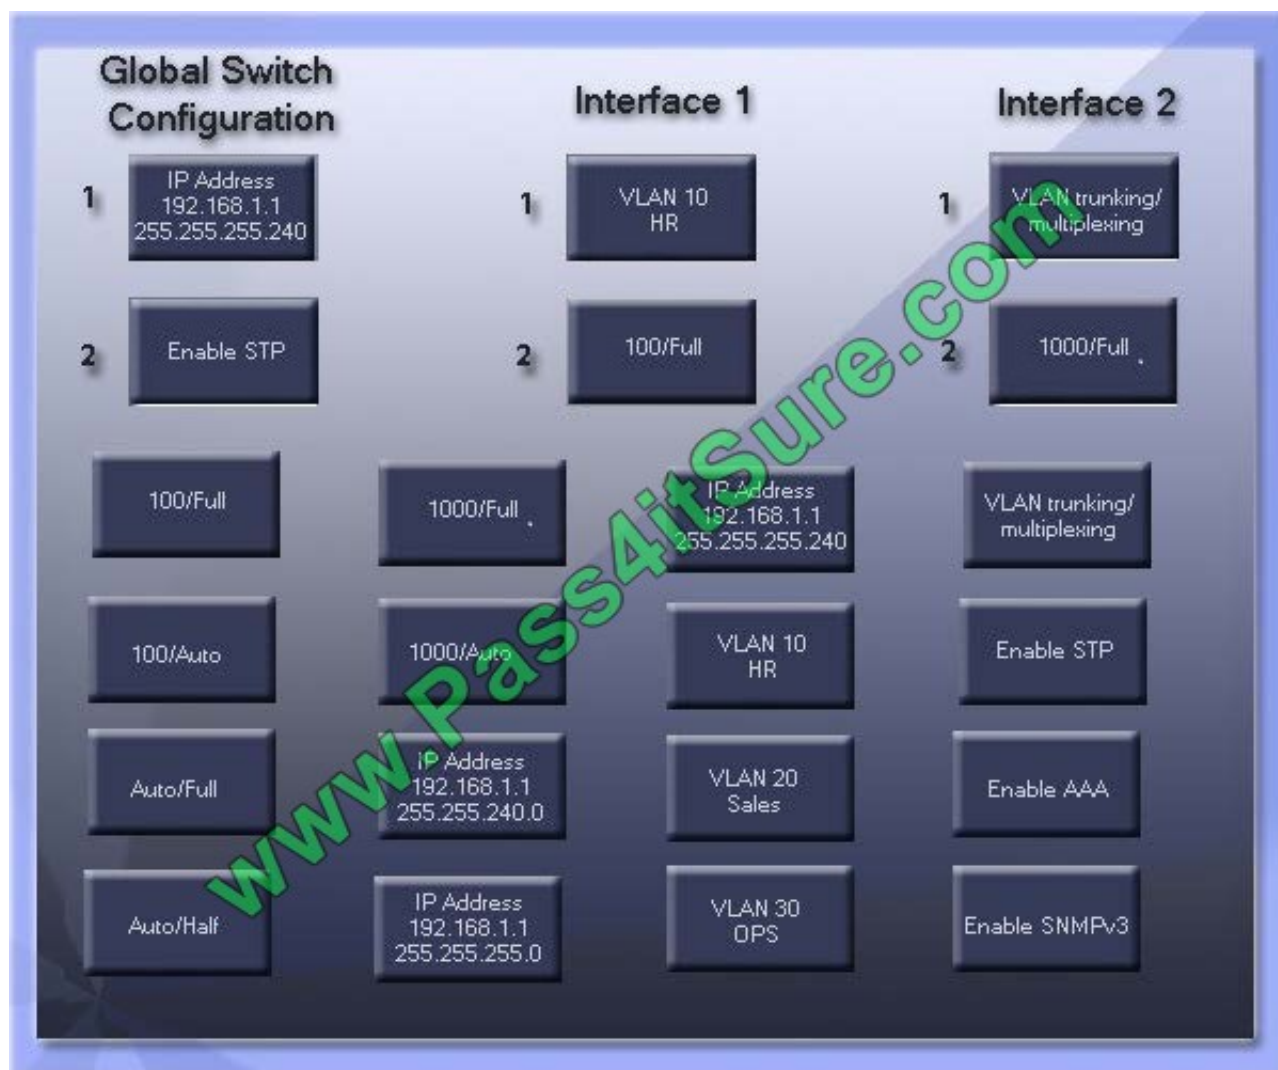 Global Switch
Configuration
Interface 1
Interface 2
1
IP Address
192.168.1.1
255.255.255.240
1
VLAN 10
HR
1
VLAN trunking/
multiplexing
2
Enable STP
2
100/Full
2
1000/Full .
100/Full
1000/Full .
IP Address
192.168.1.1
255.255.255.240
VLAN trunking/
multiplexing
100/Auto
1000/Auto
VLAN 10
HR
Enable STP
Auto/Full
IP Address
192.168.1.1
255.255.240.0
VLAN 20
Sales
Enable AAA
Auto/Half
IP Address
192.168.1.1
255.255.255.0
VLAN 30
OPS
Enable SNMPv3
www.Pass4itSure.com